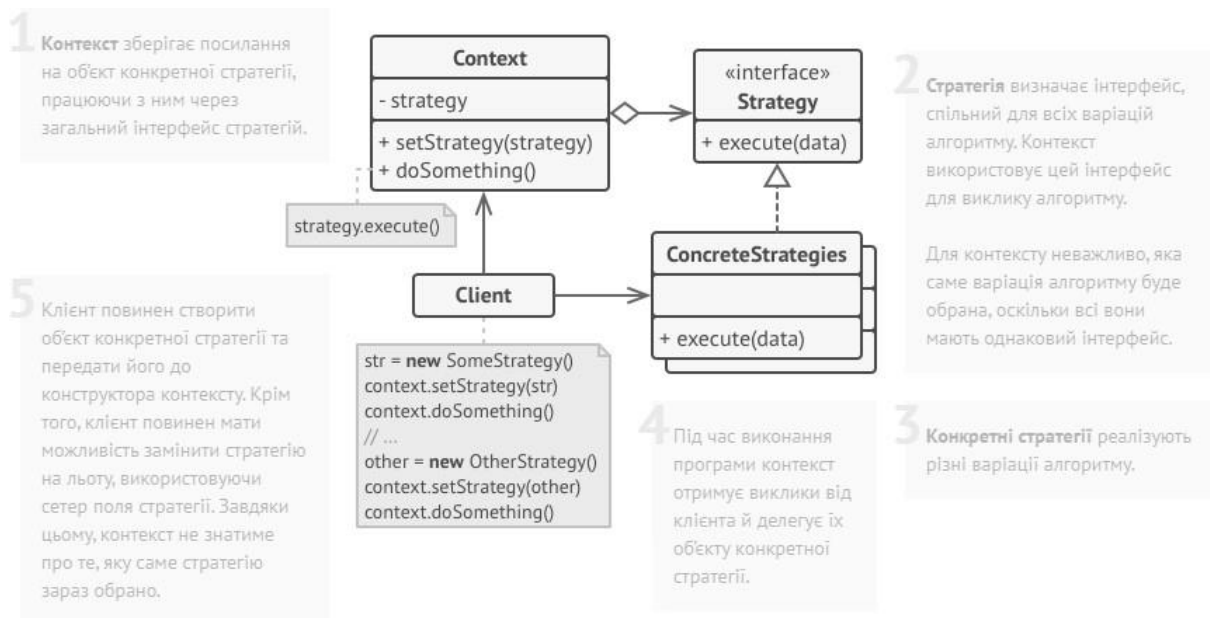 1
Контекст зберігає посилання
на об'єкт конкретної стратегії,
працюючи з ним через
загальний інтерфейс стратегій.
Context
- strategy
+ setStrategy(strategy)
+ doSomething()
strategy.execute()
«interface»
Strategy
+ execute(data)
2
Стратегія визначає інтерфейс,
спільний для всіх варіацій
алгоритму. Контекст
використовує цей інтерфейс
для виклику алгоритму.
Для контексту неважливо, яка
саме варіація алгоритму буде
обрана, оскільки всі вони
мають однаковий інтерфейс.
ConcreteStrategies
+ execute(data)
Client
str = new SomeStrategy()
context.setStrategy(str)
context.doSomething()
// ...
other = new OtherStrategy()
context.setStrategy(other)
context.doSomething()
5
Клієнт повинен створити
об'єкт конкретної стратегії та
передати його до
конструктора контексту. Крім
того, клієнт повинен мати
можливість замінити стратегію
на льоту, використовуючи
сетер поля стратегії. Завдяки
цьому, контекст не знатиме
про те, яку саме стратегію
зараз обрано.
4
Під час виконання
програми контекст
отримує виклики від
клієнта й делегує їх
об'єкту конкретної
стратегії.
3
Конкретні стратегії реалізують
різні варіації алгоритму.